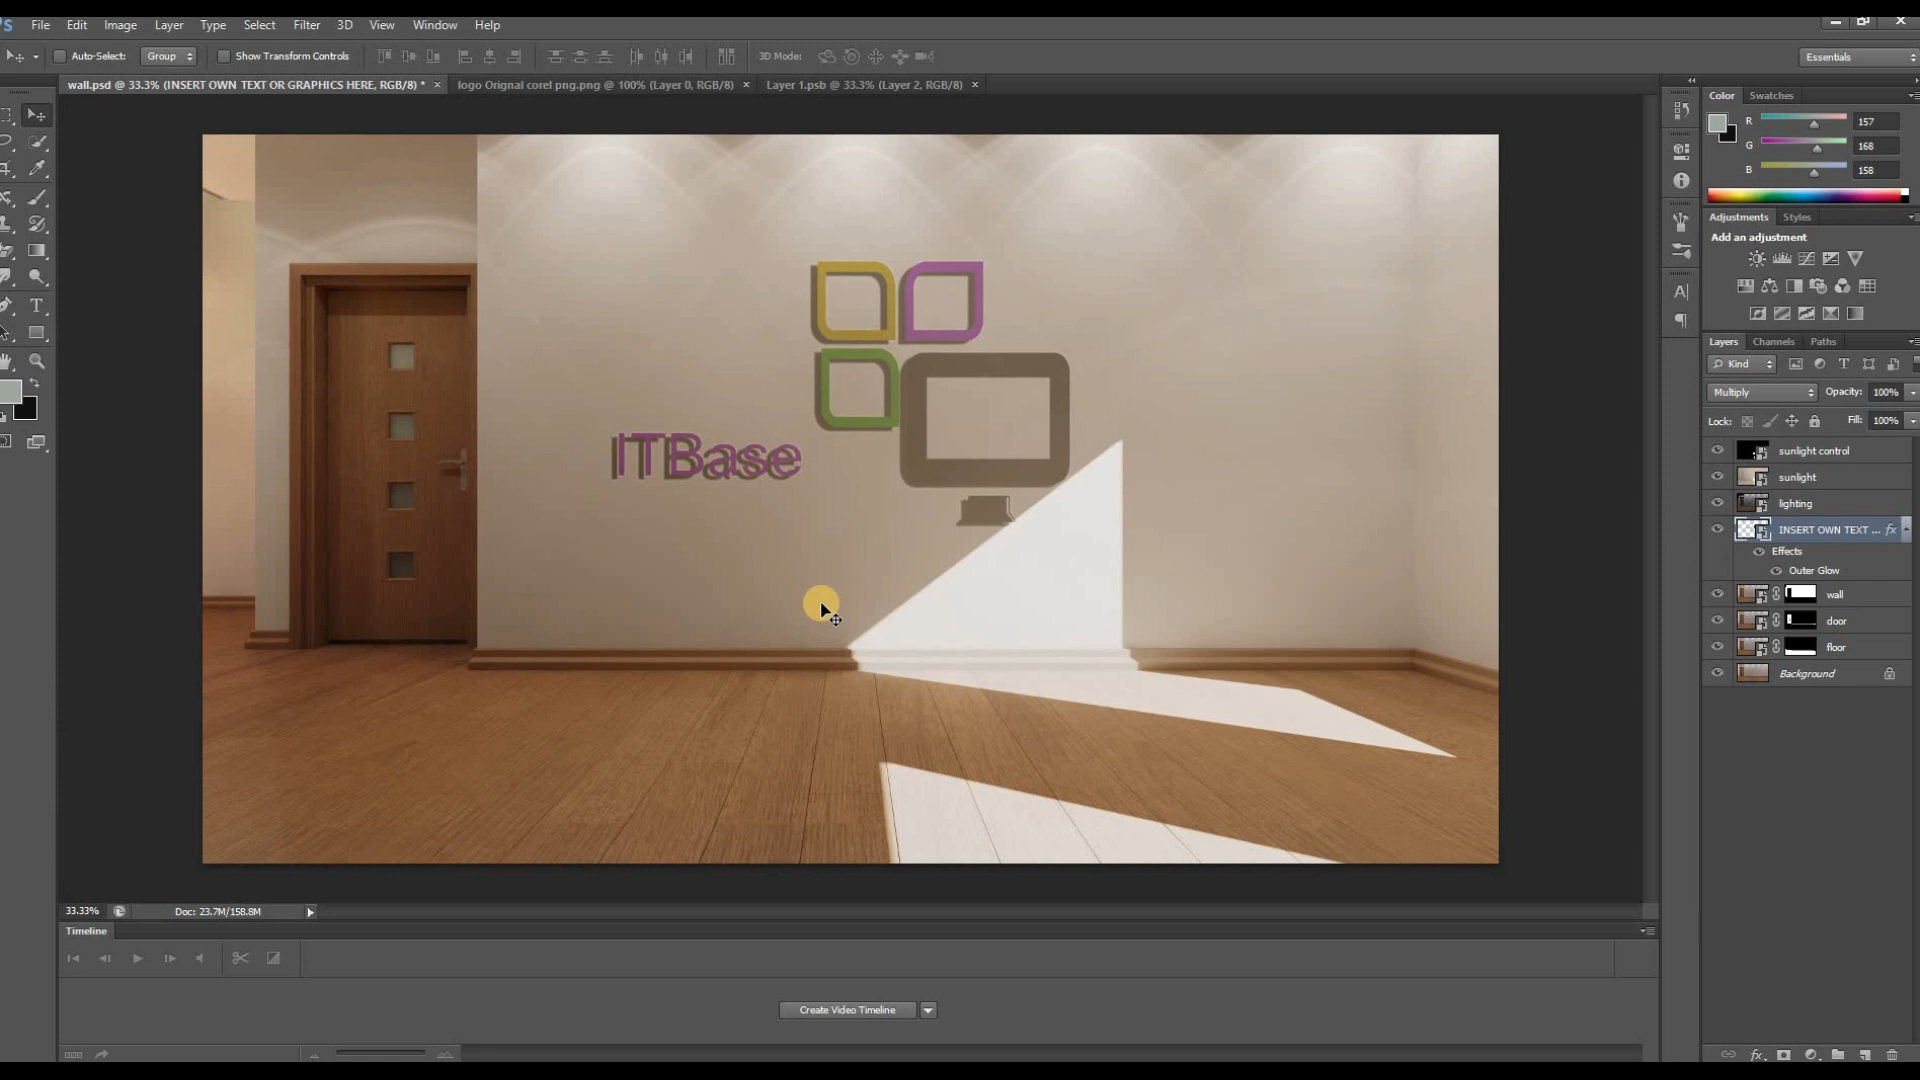 File Edit Image Layer Type Select Filter 3D View Window Help
Auto-Select: Group Show Transform Controls 3D Mode: Essentials
wall.psd @ 33.3% (INSERT OWN TEXT OR GRAPHICS HERE, RGB/8) * × logo Orignal corel png.png @ 100% (Layer 0, RGB/8) × Layer 1.psb @ 33.3% (Layer 2, RGB/8) ×
Color Swatches
R 157
G 168
B 158
Adjustments Styles
Add an adjustment
Layers Channels Paths
Kind
Multiply Opacity: 100%
Lock: Fill: 100%
sunlight control
sunlight
lighting
INSERT OWN TEXT ... fx
Effects
Outer Glow
wall
door
floor
Background
ITBase
33.33% Doc: 23.7M/158.8M
Timeline
Create Video Timeline